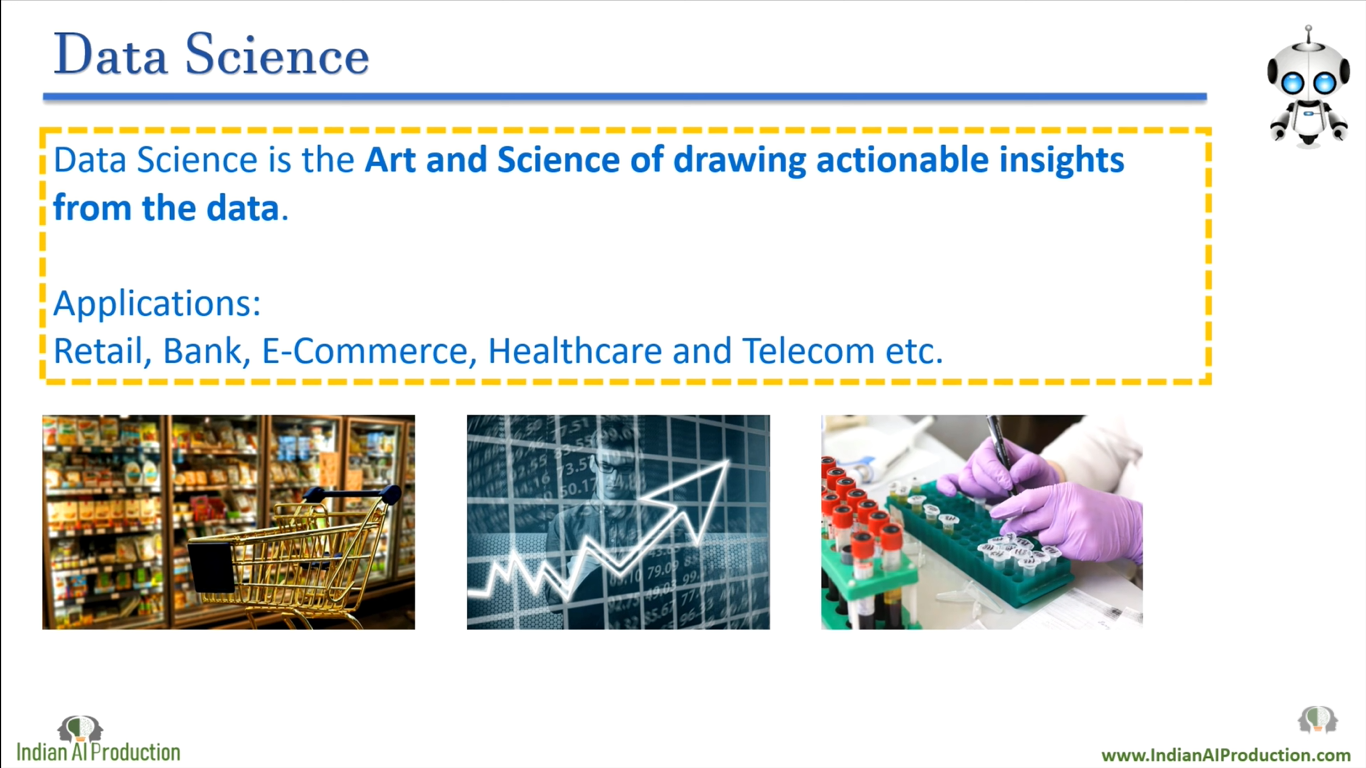 Data Science
Data Science is the Art and Science of drawing actionable insights
from the data.
Applications:
Retail, Bank, E-Commerce, Healthcare and Telecom etc.
Indian AI Production
www.IndianAIProduction.com